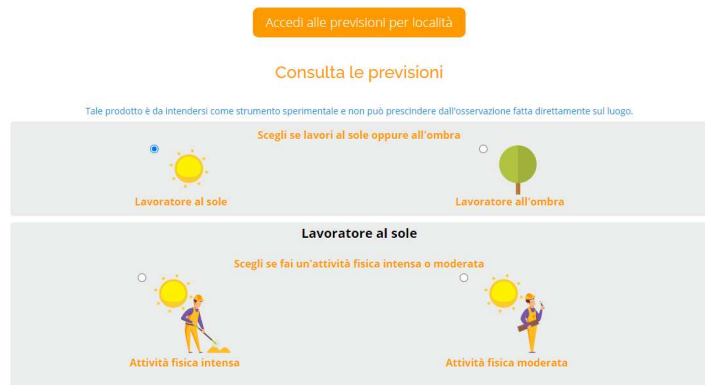 Accedi alle previsioni per località
Consulta le previsioni
Tale prodotto è da intendersi come strumento sperimentale e non può prescindere dall'osservazione fatta direttamente sul luogo.
Scegli se lavori al sole oppure all'ombra
Lavoratore al sole
Lavoratore all'ombra
Lavoratore al sole
Scegli se fai un'attività fisica intensa o moderata
Attività fisica intensa
Attività fisica moderata